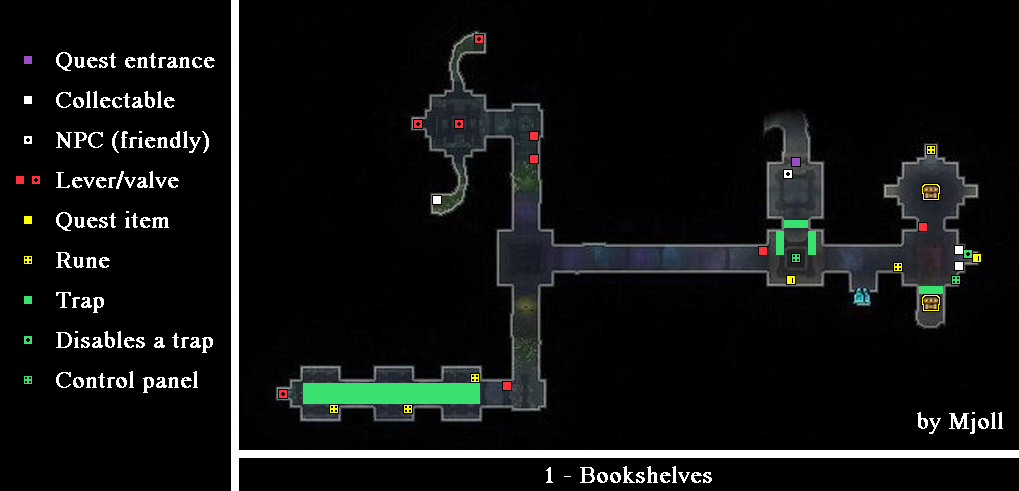 Quest entrance
Collectable
NPC (friendly)
Lever/valve
Quest item
Rune
Trap
Disables a trap
Control panel
by Mjoll
1 - Bookshelves